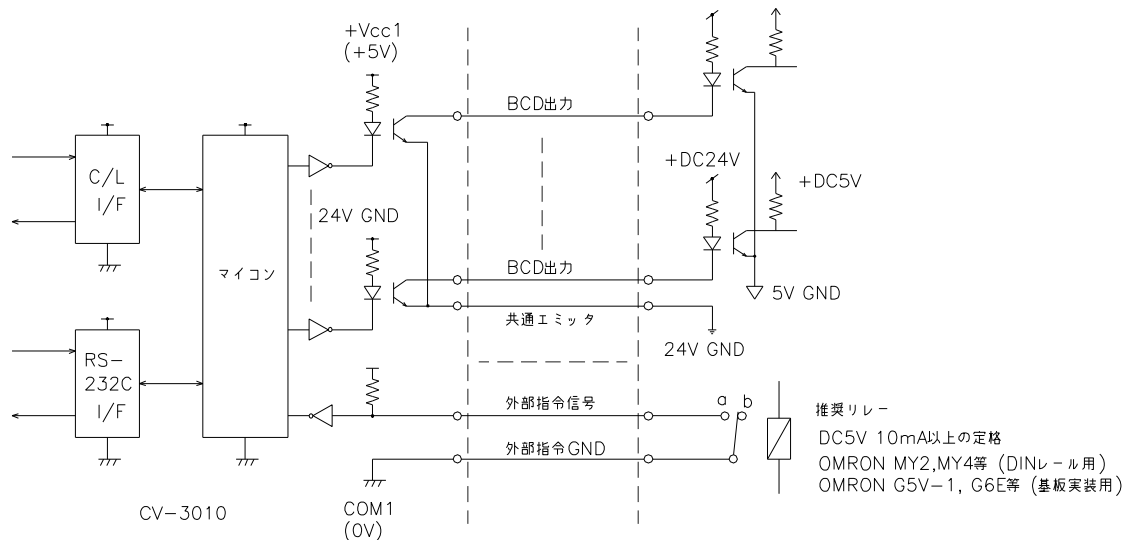 +Vcc1
(+5V)
BCD出力
C/L
I/F
+DC24V
+DC5V
24V GND
マイコン
BCD出力
5V GND
共通エミッタ
24V GND
RS-
232C
I/F
外部指令信号
a
b
推奨リレー
DC5V 10mA以上の定格
外部指令GND
OMRON MY2,MY4等 (DINレール用)
OMRON G5V-1, G6E等 (基板実装用)
CV-3010
COM1
(0V)